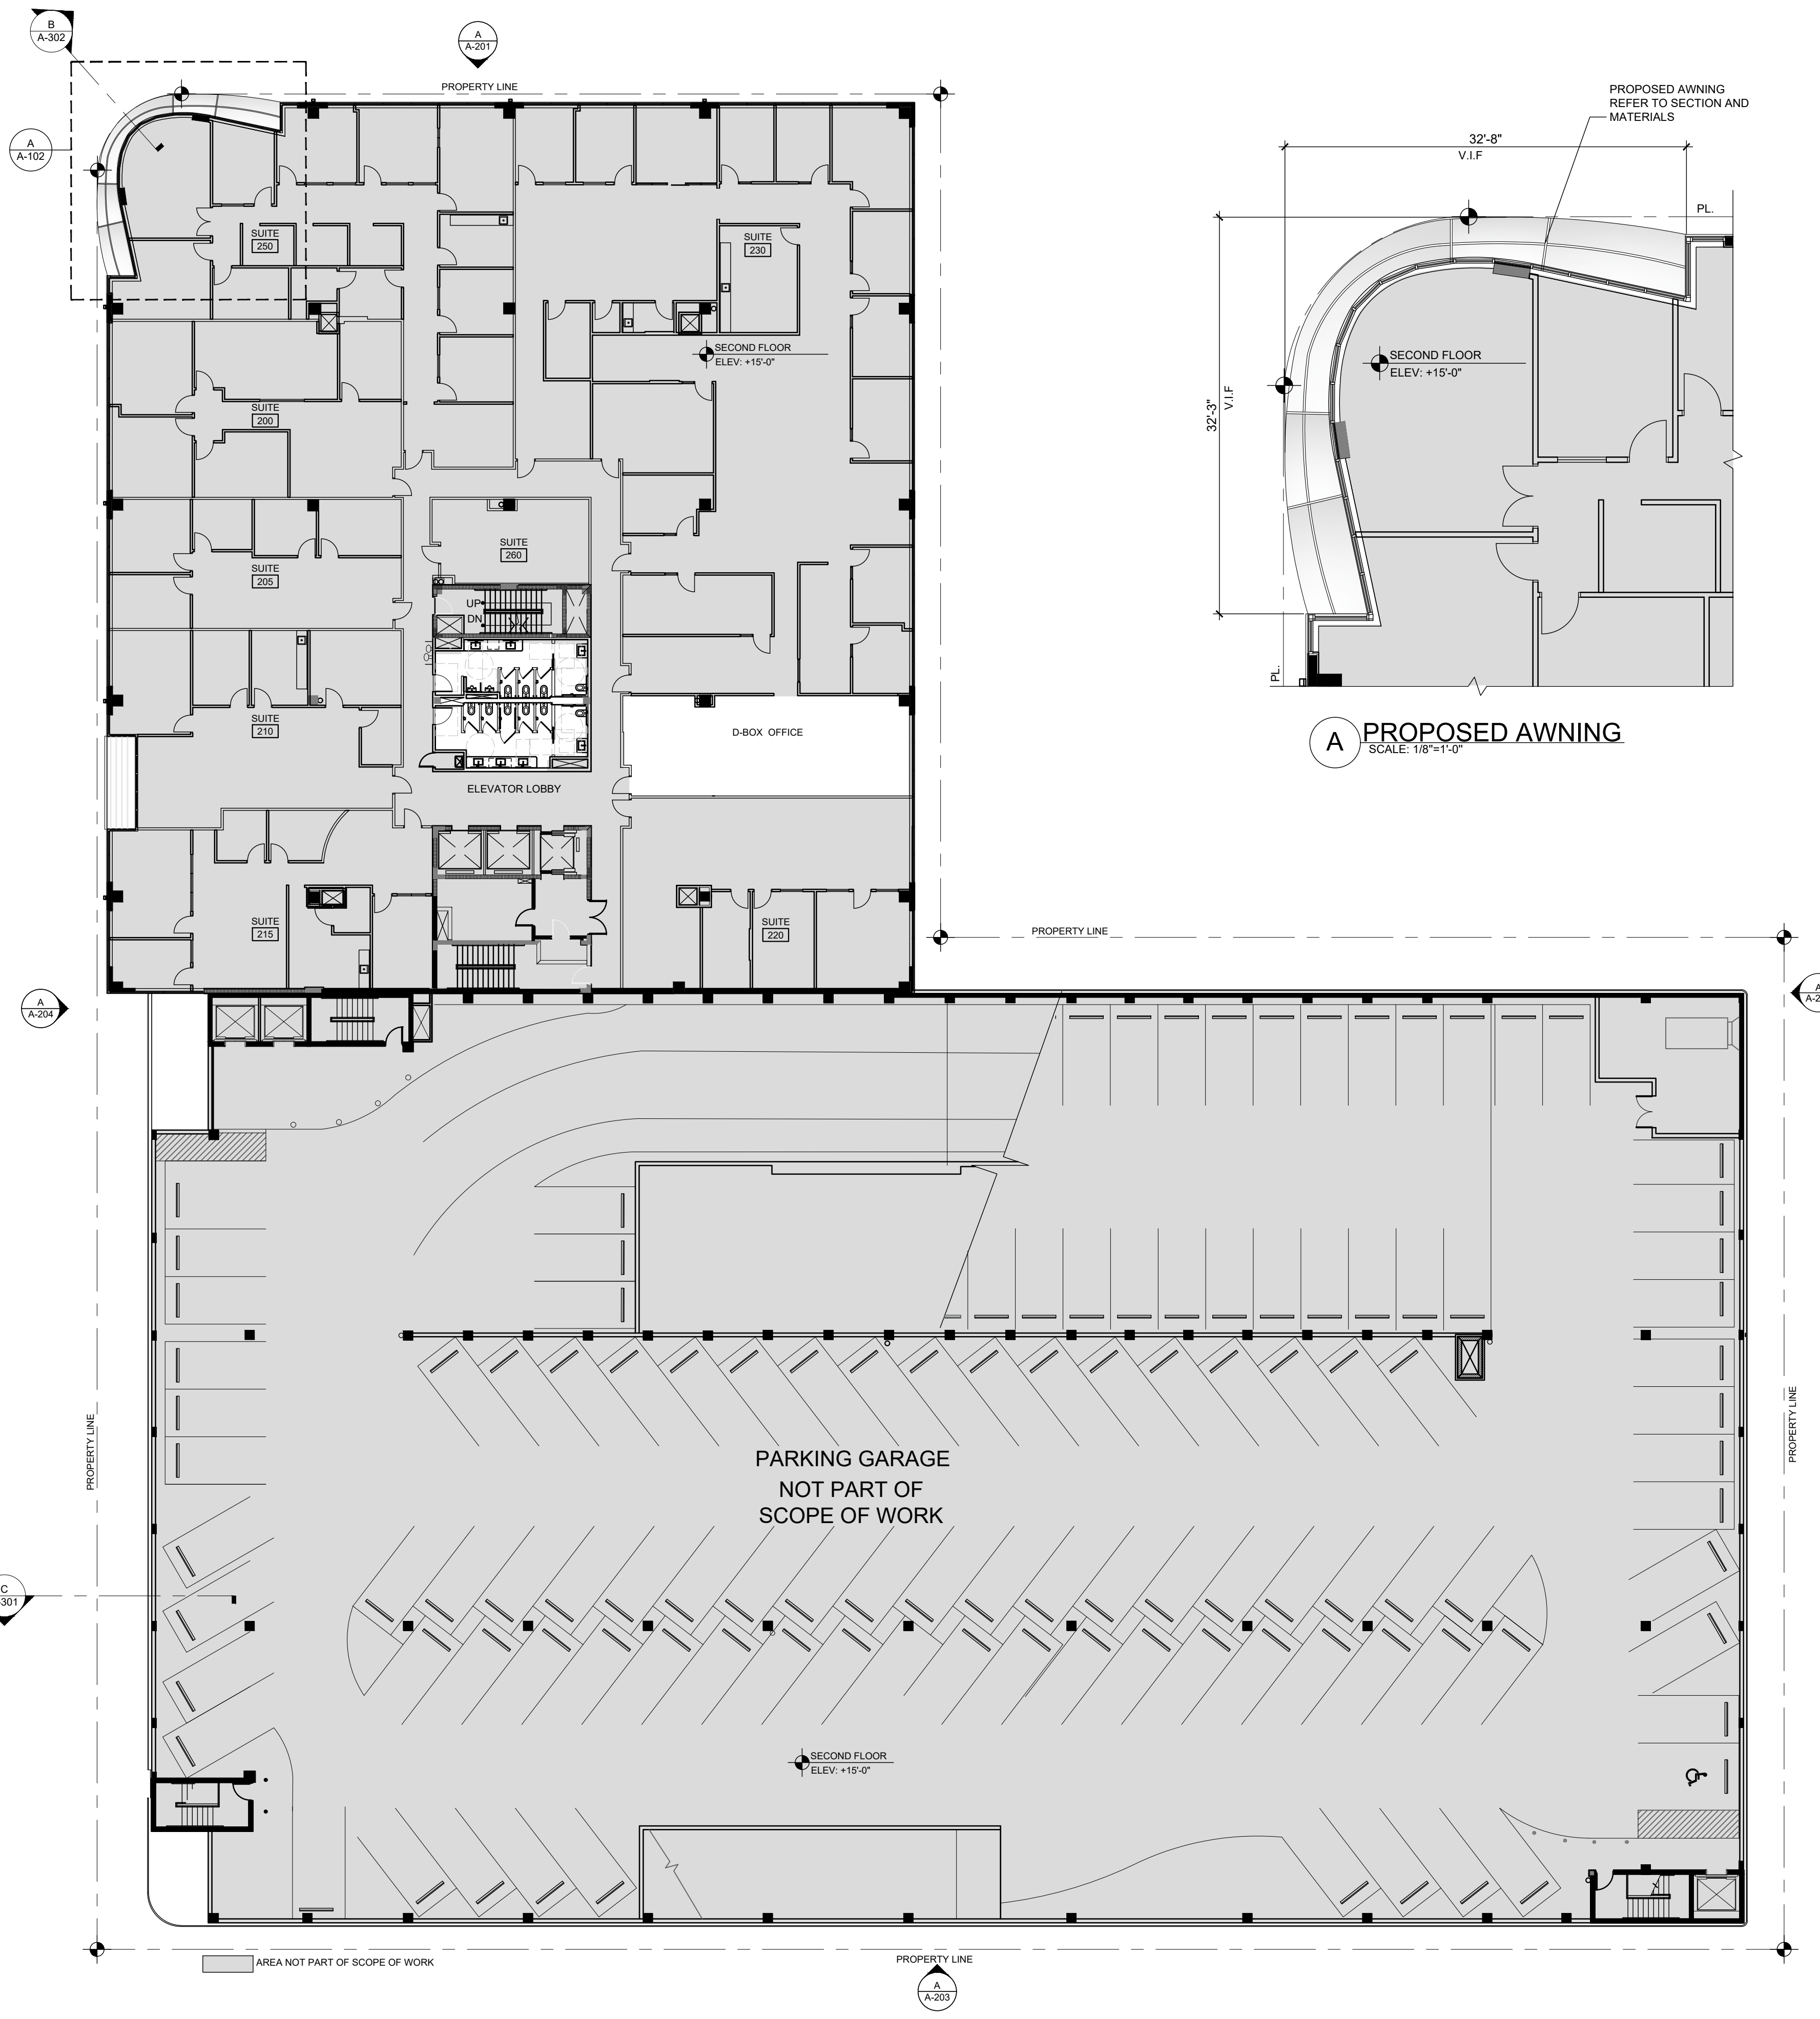 B
A-302
A
A-201
PROPERTY LINE
A
A-102
SUITE
250
SUITE
230
SECOND FLOOR
ELEV: +15'-0"
SUITE
200
SUITE
260
SUITE
205
UP
DN
SUITE
210
D-BOX OFFICE
ELEVATOR LOBBY
SUITE
215
SUITE
220
PROPOSED AWNING
REFER TO SECTION AND
MATERIALS
32'-8"
V.I.F
PL.
SECOND FLOOR
ELEV: +15'-0"
32'-3"
V.I.F
PL.
A
PROPOSED AWNING
SCALE: 1/8"=1'-0"
PROPERTY LINE
A
A-204
A
A-2
PROPERTY LINE
PROPERTY LINE
PARKING GARAGE
NOT PART OF
SCOPE OF WORK
C
-301
SECOND FLOOR
ELEV: +15'-0"
AREA NOT PART OF SCOPE OF WORK
PROPERTY LINE
A
A-203